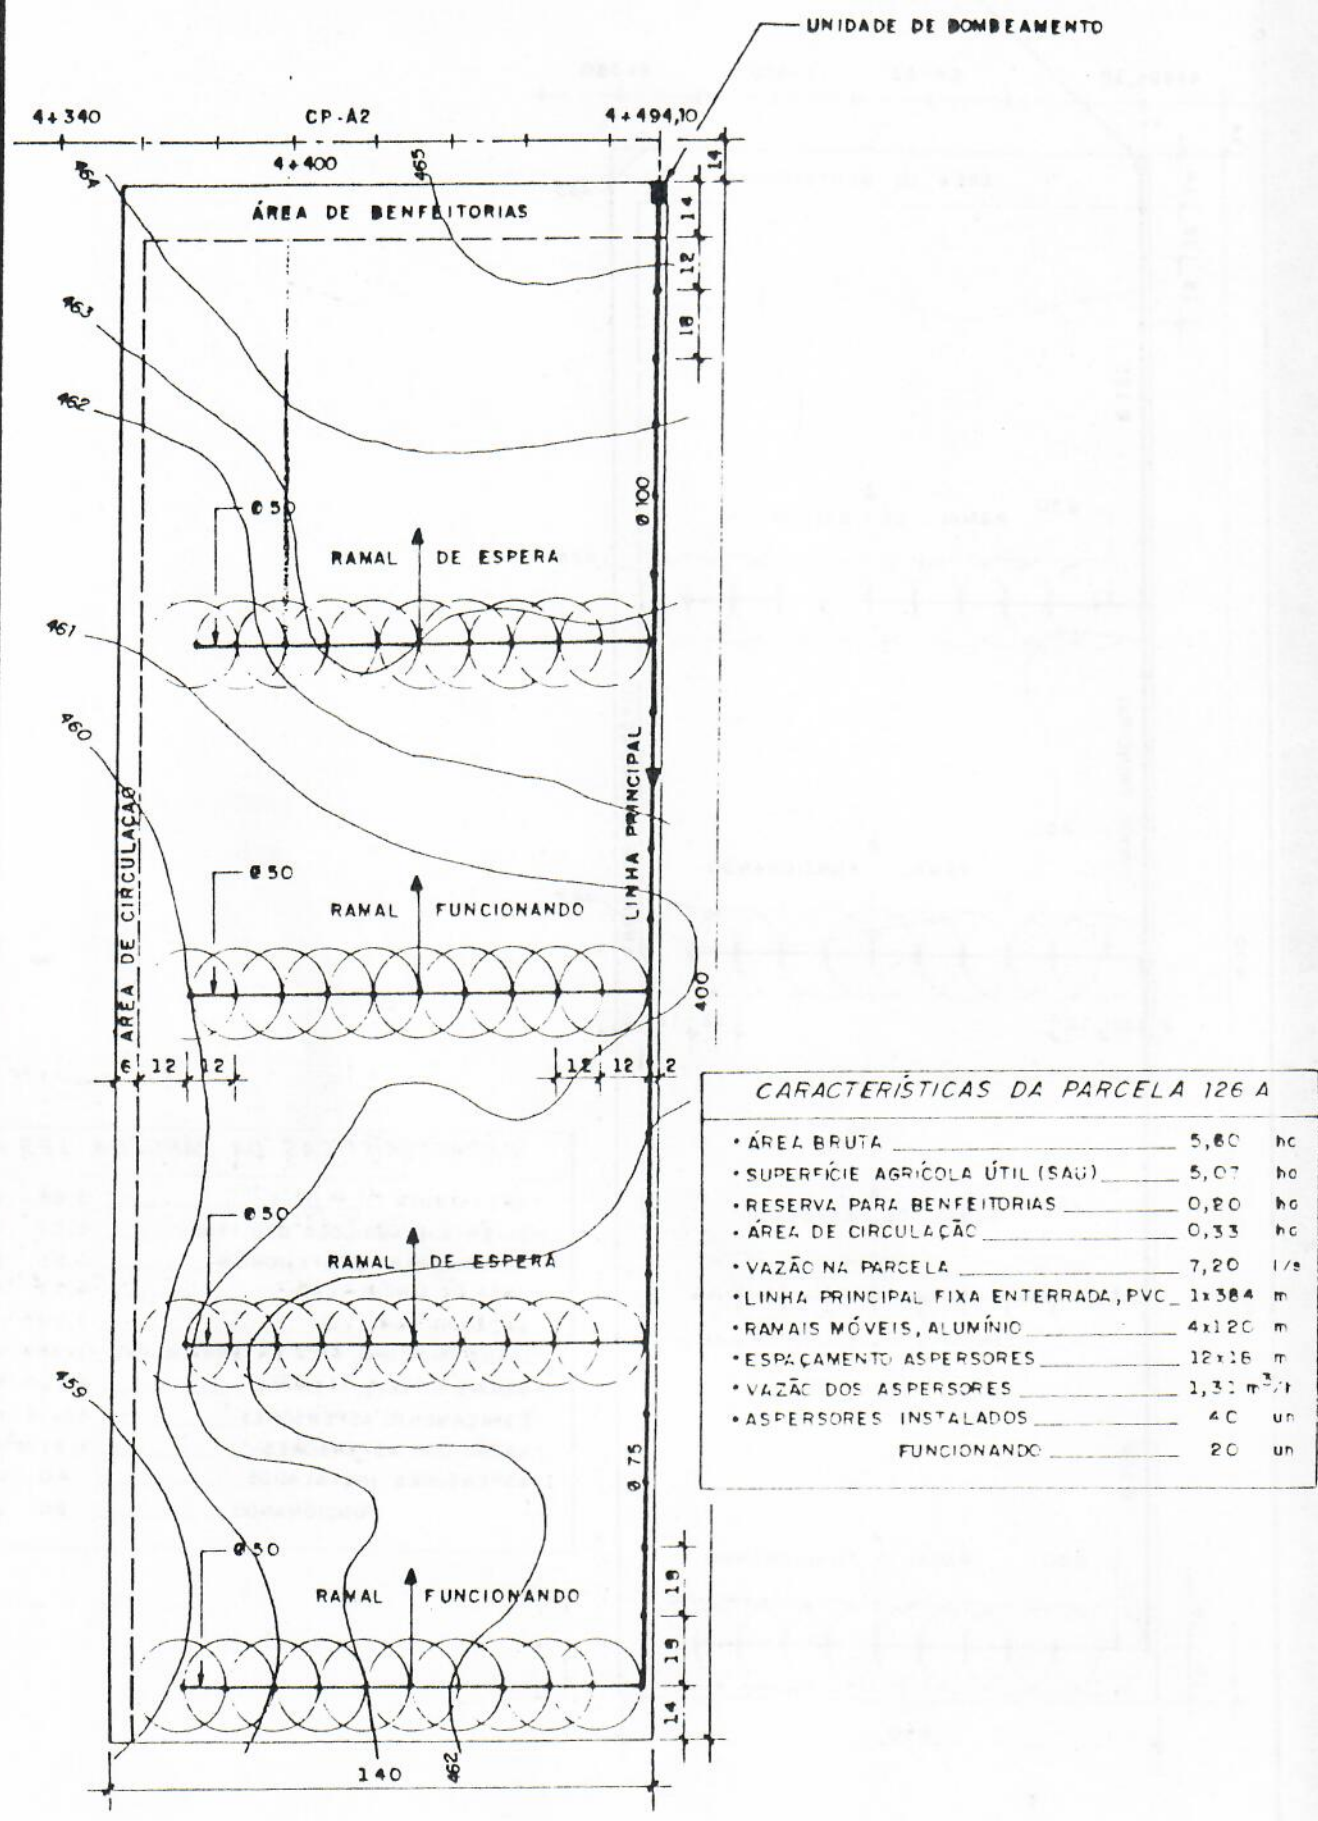 UNIDADE DE BOMBEAMENTO
4+340 CP-A2 4+494,10
4+400
464
465
14
ÁREA DE BENFEITORIAS
14
12
18
463
462
Ø 50
Ø 100
RAMAL DE ESPERA
461
460
LINHA PRINCIPAL
ÁREA DE CIRCULAÇÃO
Ø 50
RAMAL FUNCIONANDO
400
6 12 12 12 12 2
CARACTERÍSTICAS DA PARCELA 126 A
• ÁREA BRUTA 5,60 ha
• SUPERFÍCIE AGRÍCOLA ÚTIL (SAU) 5,07 ha
• RESERVA PARA BENFEITORIAS 0,20 ha
• ÁREA DE CIRCULAÇÃO 0,33 ha
• VAZÃO NA PARCELA 7,20 l/s
• LINHA PRINCIPAL FIXA ENTERRADA, PVC 1x384 m
• RAMAIS MÓVEIS, ALUMÍNIO 4x120 m
• ESPAÇAMENTO ASPERSORES 12x18 m
• VAZÃO DOS ASPERSORES 1,31 m³/h
• ASPERSORES INSTALADOS 40 un
FUNCIONANDO 20 un
Ø 50
RAMAL DE ESPERA
459
Ø 75
Ø 50
RAMAL FUNCIONANDO
18
18
14
462
140